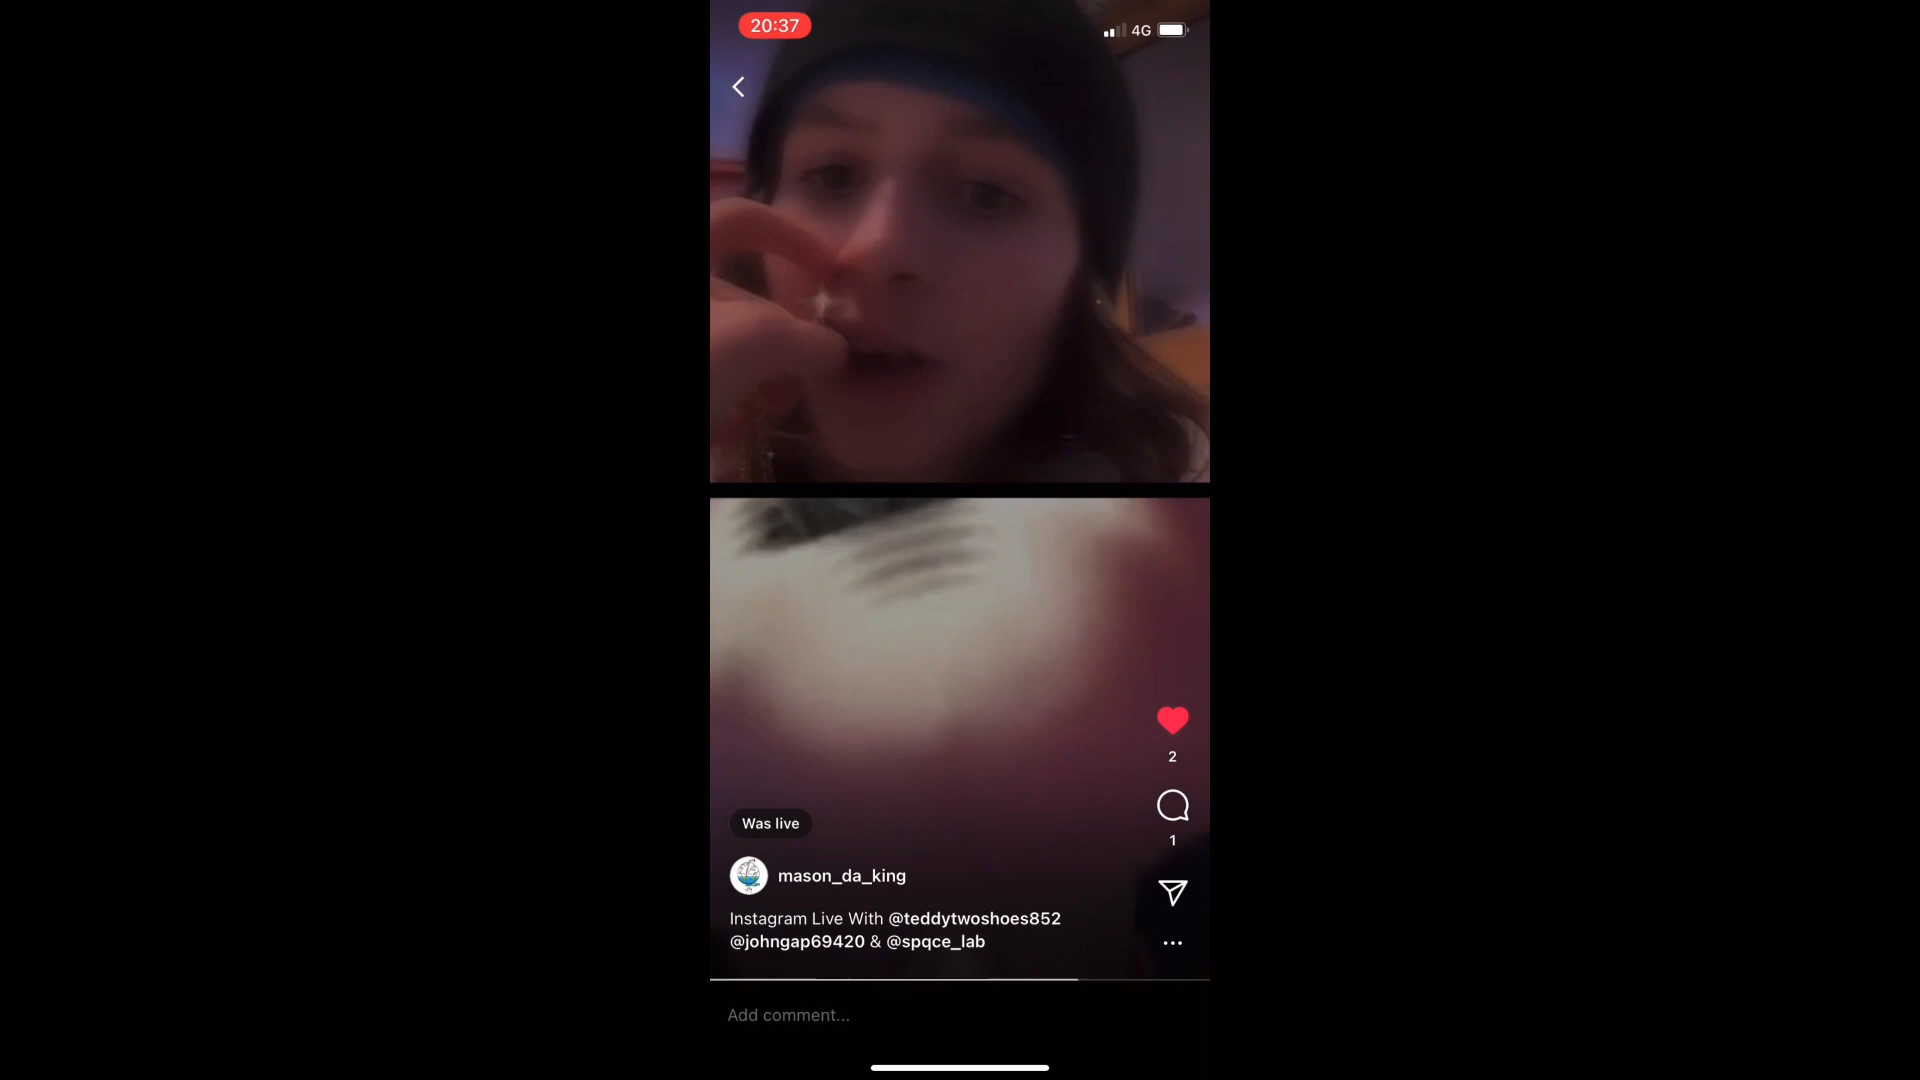 20:37
4G
2
Was live
1
mason_da_king
Instagram Live With @teddytwoshoes852
@johngap69420 & @spqce_lab
Add comment...